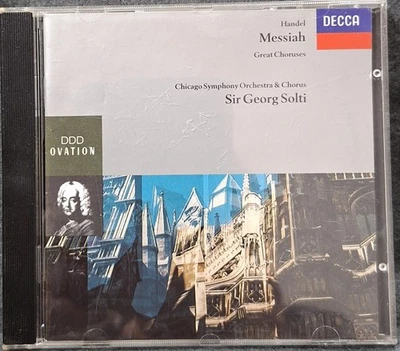 Handel
DECCA
Messiah
Great Choruses
Chicago Symphony Orchestra & Chorus
Sir Georg Solti
DDD
OVATION